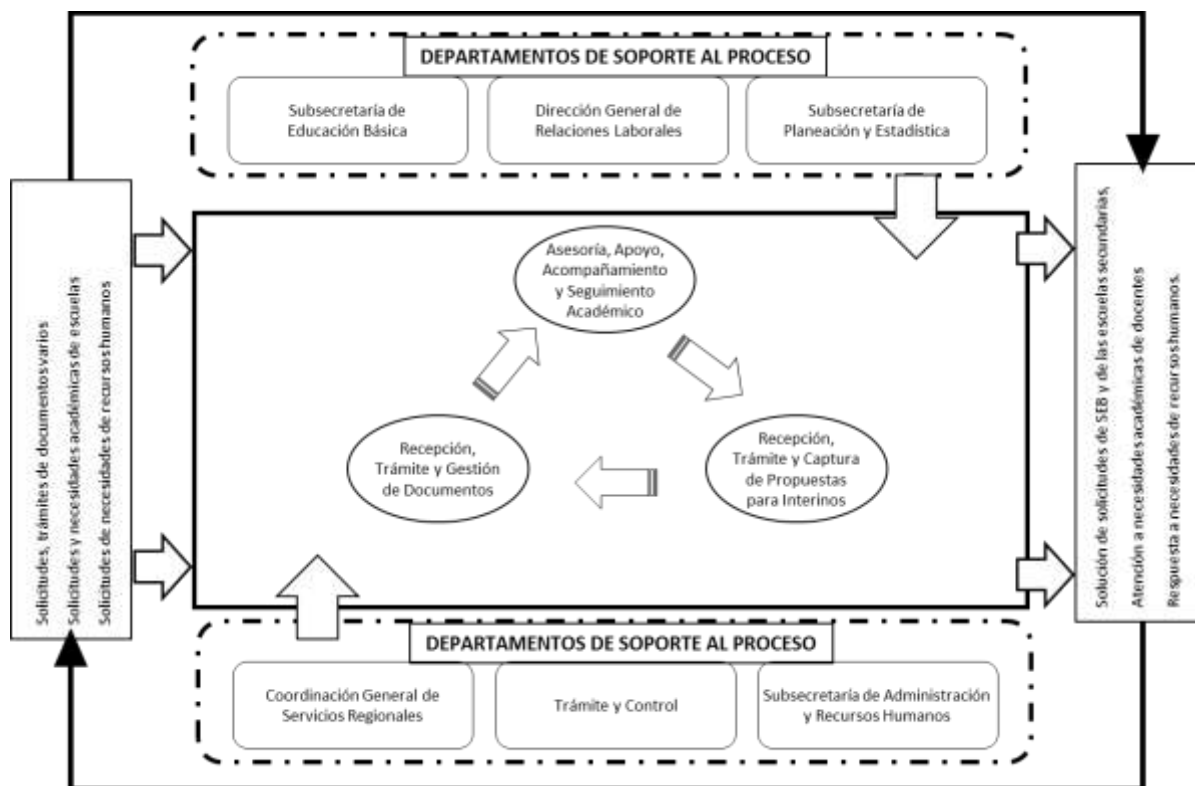 DEPARTAMENTOS DE SOPORTE AL PROCESO
Subsecretaría de
Educación Básica
Dirección General de
Relaciones Laborales
Subsecretaría de
Planeación y Estadística
Solicitudes, trámites de documentos varios
Solicitudes y necesidades académicas de escuelas
Solicitudes de necesidades de recursos humanos
Asesoría, Apoyo,
Acompañamiento
y Seguimiento
Académico
Recepción,
Trámite y Gestión
de Documentos
Recepción,
Trámite y Captura
de Propuestas
para Interinos
Solución de solicitudes de SEB y de las escuelas secundarias,
Atención a necesidades académicas de docentes
Respuesta a necesidades de recursos humanos.
DEPARTAMENTOS DE SOPORTE AL PROCESO
Coordinación General de
Servicios Regionales
Trámite y Control
Subsecretaría de Administración
y Recursos Humanos